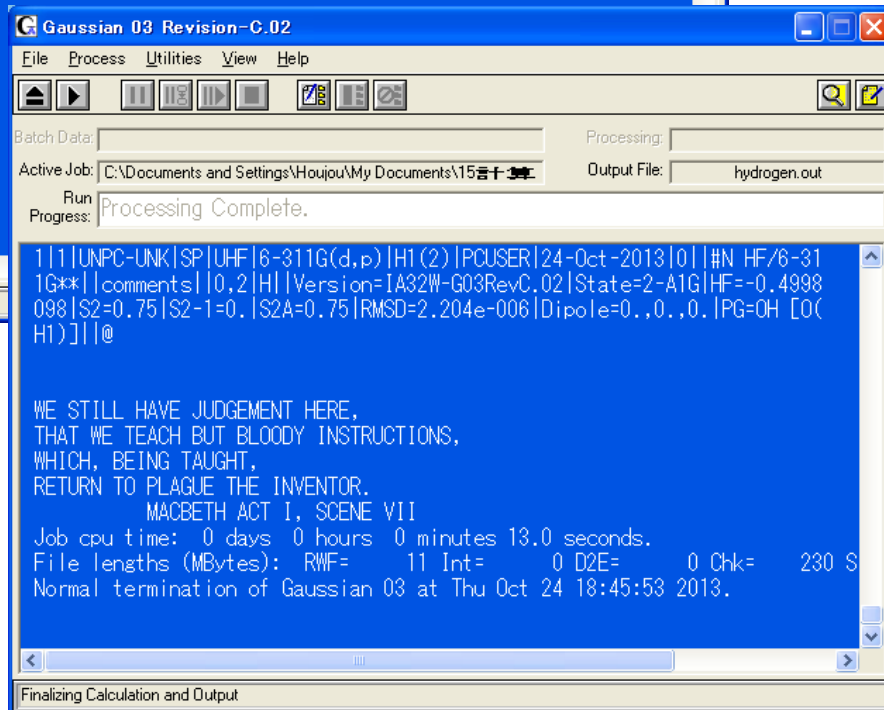 Gaussian 03 Revision-C.02
File Process Utilities View Help
Batch Data: Processing:
Active Job: C:\Documents and Settings\Houjou\My Documents\15計 Output File: hydrogen.out
Run Progress: Processing Complete.
1|1|UNPC-UNK|SP|UHF|6-311G(d,p)|H1(2)|PCUSER|24-Oct-2013|0||#N HF/6-31
1G**||comments||0,2|H||Version=IA32W-G03RevC.02|State=2-A1G|HF=-0.4998
098|S2=0.75|S2-1=0.|S2A=0.75|RMSD=2.204e-006|Dipole=0.,0.,0.|PG=OH [O(
H1)]||@
WE STILL HAVE JUDGEMENT HERE,
THAT WE TEACH BUT BLOODY INSTRUCTIONS,
WHICH, BEING TAUGHT,
RETURN TO PLAGUE THE INVENTOR.
MACBETH ACT I, SCENE VII
Job cpu time: 0 days 0 hours 0 minutes 13.0 seconds.
File lengths (MBytes): RWF= 11 Int= 0 D2E= 0 Chk= 230 S
Normal termination of Gaussian 03 at Thu Oct 24 18:45:53 2013.
Finalizing Calculation and Output